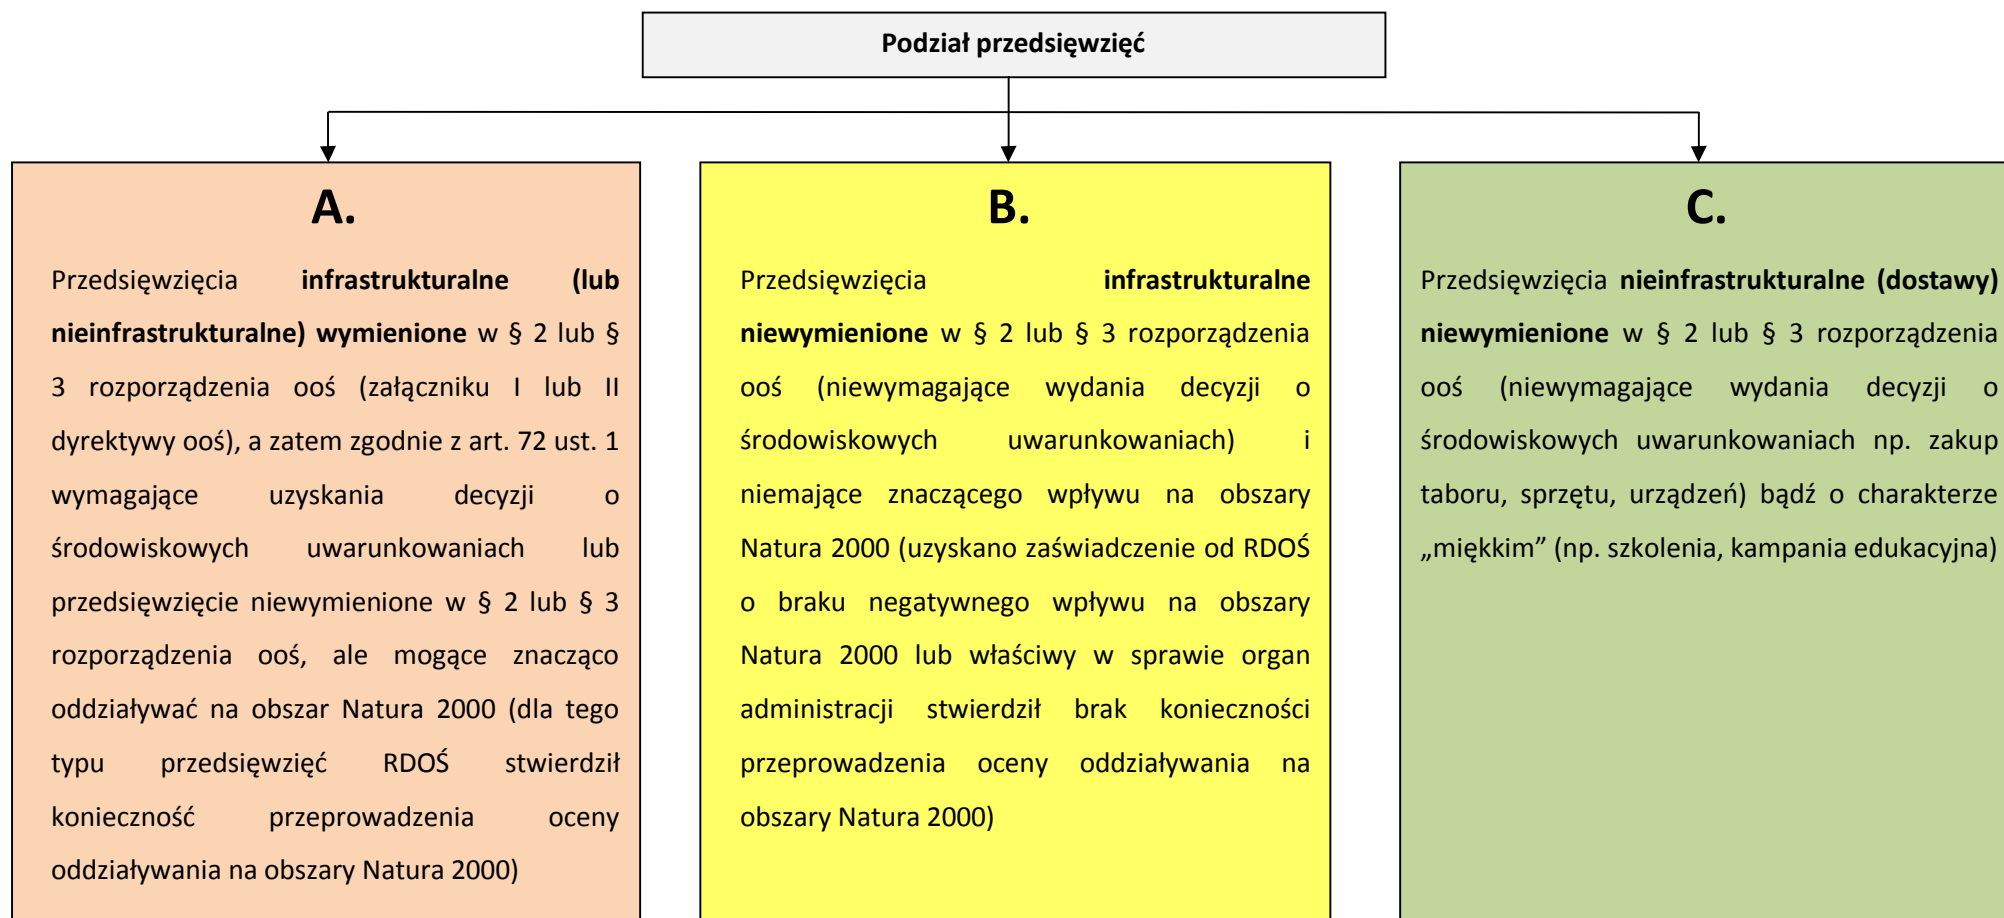 Podział przedsięwzięć
A.
Przedsięwzięcia infrastrukturalne (lub
nieinfrastrukturalne) wymienione w § 2 lub §
3 rozporządzenia ooś (załączniku I lub II
dyrektywy ooś), a zatem zgodnie z art. 72 ust. 1
wymagające uzyskania decyzji o
środowiskowych uwarunkowaniach lub
przedsięwzięcie niewymienione w § 2 lub § 3
rozporządzenia ooś, ale mogące znacząco
oddziaływać na obszar Natura 2000 (dla tego
typu przedsięwzięć RDOŚ stwierdził
konieczność przeprowadzenia oceny
oddziaływania na obszary Natura 2000)
B.
Przedsięwzięcia infrastrukturalne
niewymienione w § 2 lub § 3 rozporządzenia
ooś (niewymagające wydania decyzji o
środowiskowych uwarunkowaniach) i
niemające znaczącego wpływu na obszary
Natura 2000 (uzyskano zaświadczenie od RDOŚ
o braku negatywnego wpływu na obszary
Natura 2000 lub właściwy w sprawie organ
administracji stwierdził brak konieczności
przeprowadzenia oceny oddziaływania na
obszary Natura 2000)
C.
Przedsięwzięcia nieinfrastrukturalne (dostawy)
niewymienione w § 2 lub § 3 rozporządzenia
ooś (niewymagające wydania decyzji o
środowiskowych uwarunkowaniach np. zakup
taboru, sprzętu, urządzeń) bądź o charakterze
„miękkim” (np. szkolenia, kampania edukacyjna)